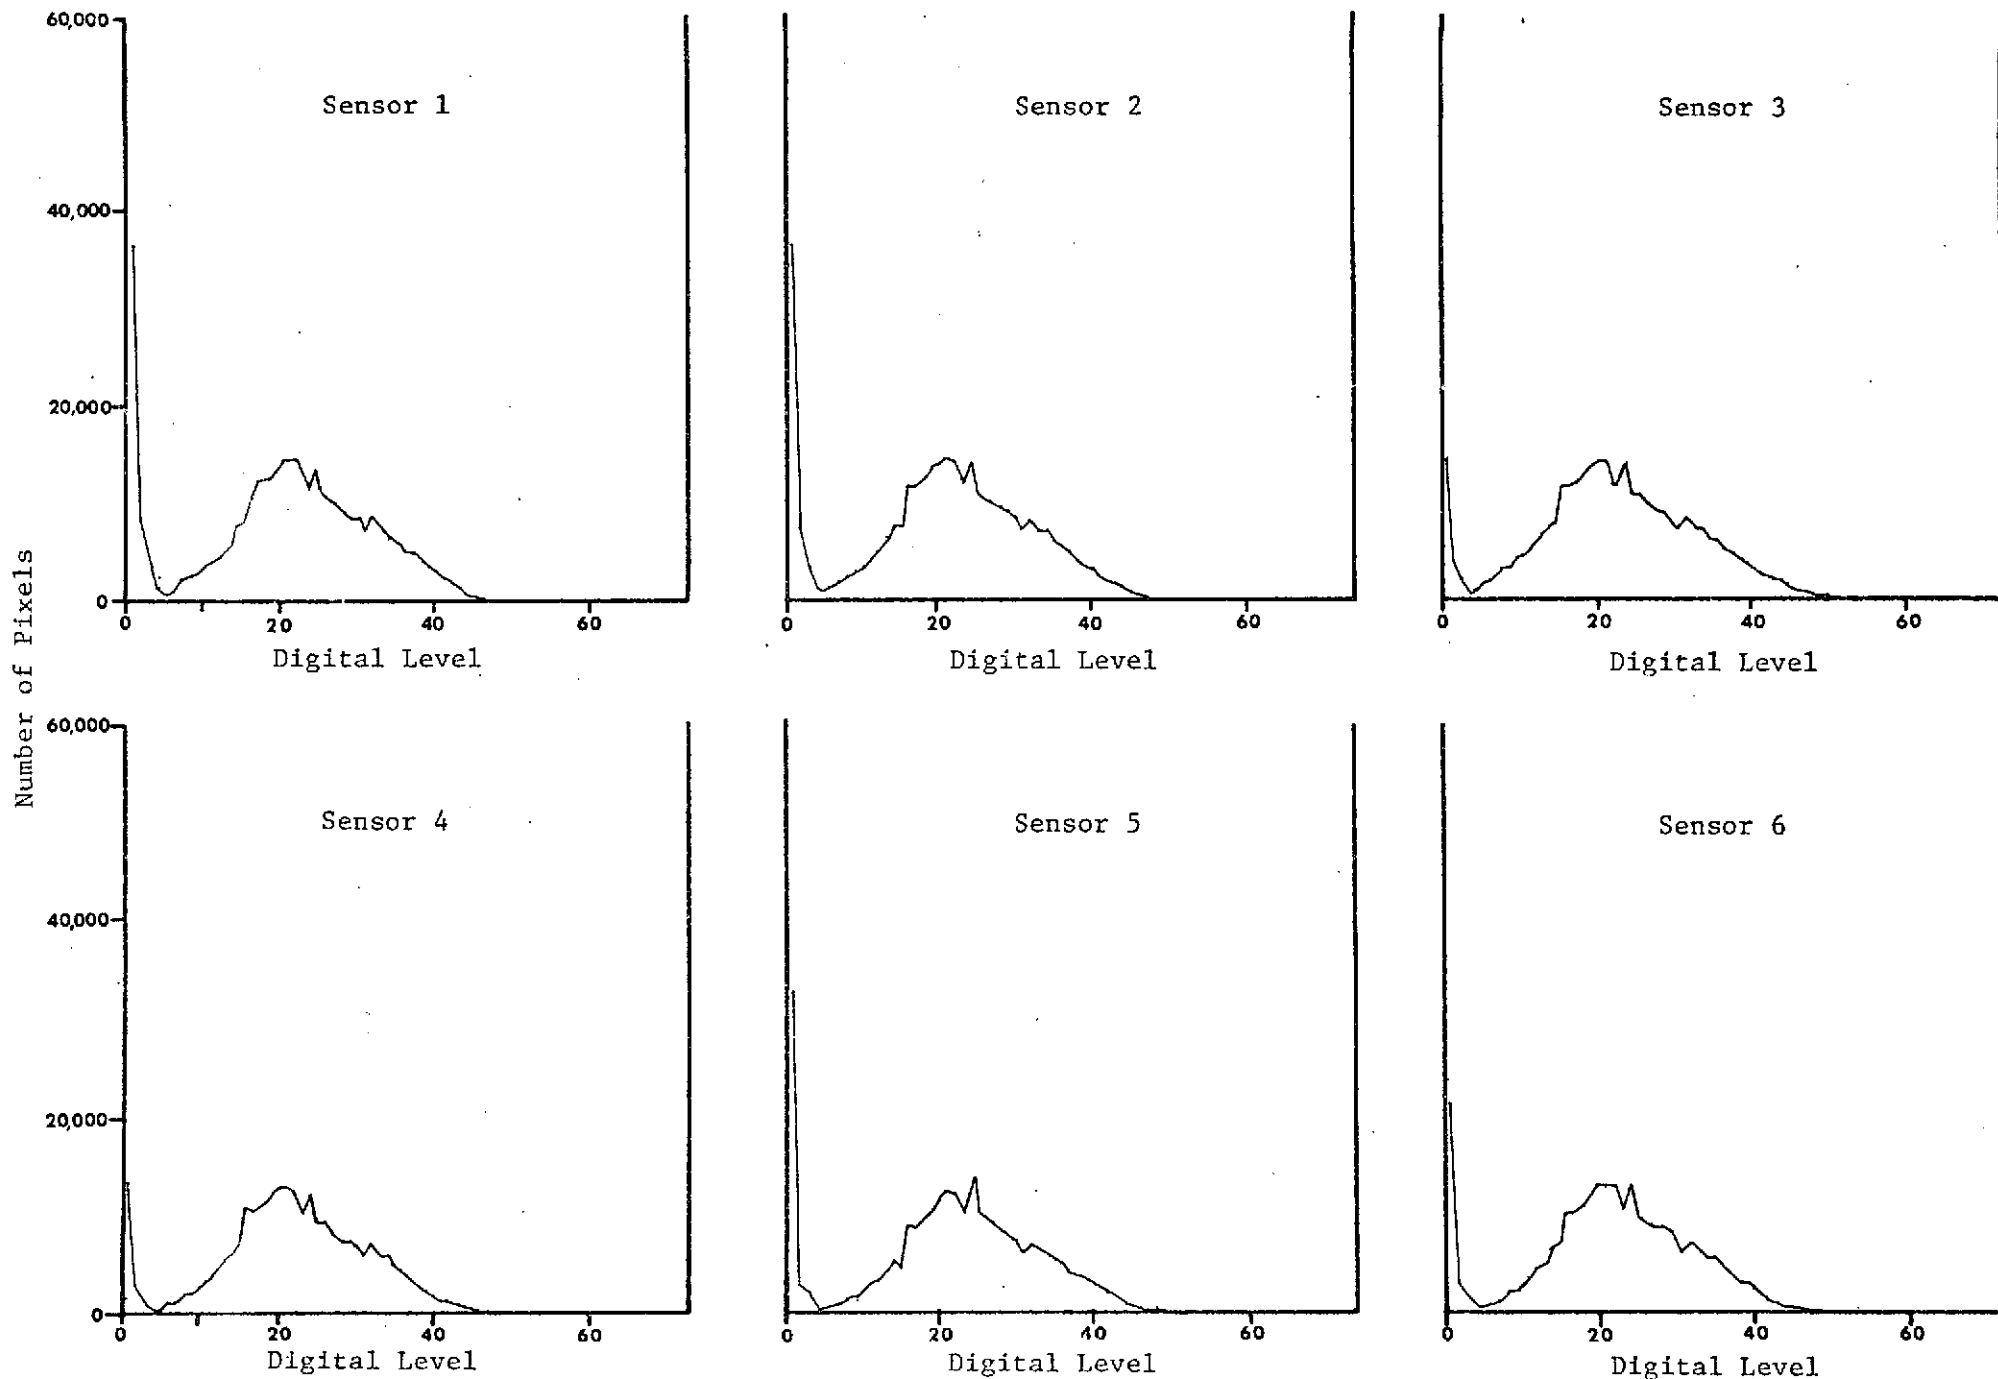 Number of Pixels
60,000
40,000
20,000
0
Sensor 1
0 20 40 60
Digital Level
Sensor 2
0 20 40 60
Digital Level
Sensor 3
0 20 40 60
Digital Level
60,000
40,000
20,000
0
Sensor 4
0 20 40 60
Digital Level
Sensor 5
0 20 40 60
Digital Level
Sensor 6
0 20 40 60
Digital Level